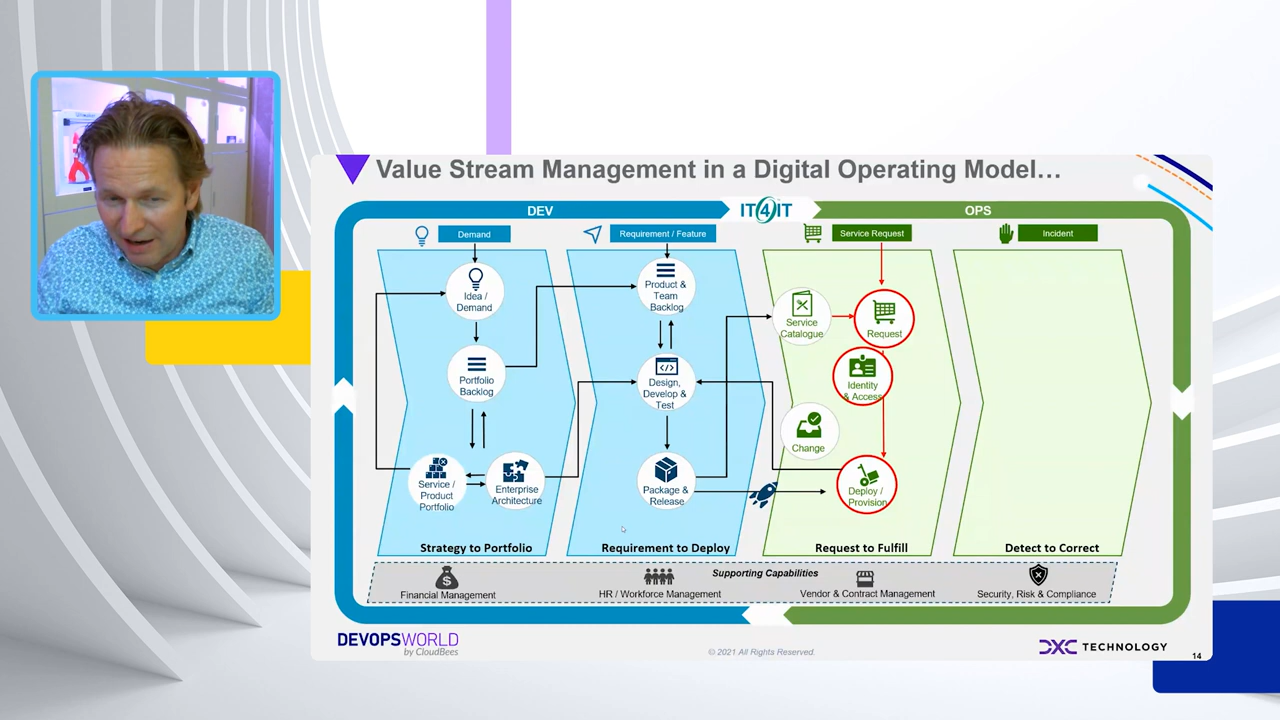 Value Stream Management in a Digital Operating Model…
DEV
IT4IT
OPS
Demand
Requirement / Feature
Service Request
Incident
Idea /
Demand
Portfolio
Backlog
Service /
Product
Portfolio
Enterprise
Architecture
Strategy to Portfolio
Product &
Team
Backlog
Design,
Develop &
Test
Package &
Release
Requirement to Deploy
Service
Catalogue
Request
Identity
& Access
Change
Deploy /
Provision
Request to Fulfill
Detect to Correct
Supporting Capabilities
Financial Management
HR / Workforce Management
Vendor & Contract Management
Security, Risk & Compliance
DEVOPSWORLD
by CloudBees
© 2021 All Rights Reserved.
DXC TECHNOLOGY
14